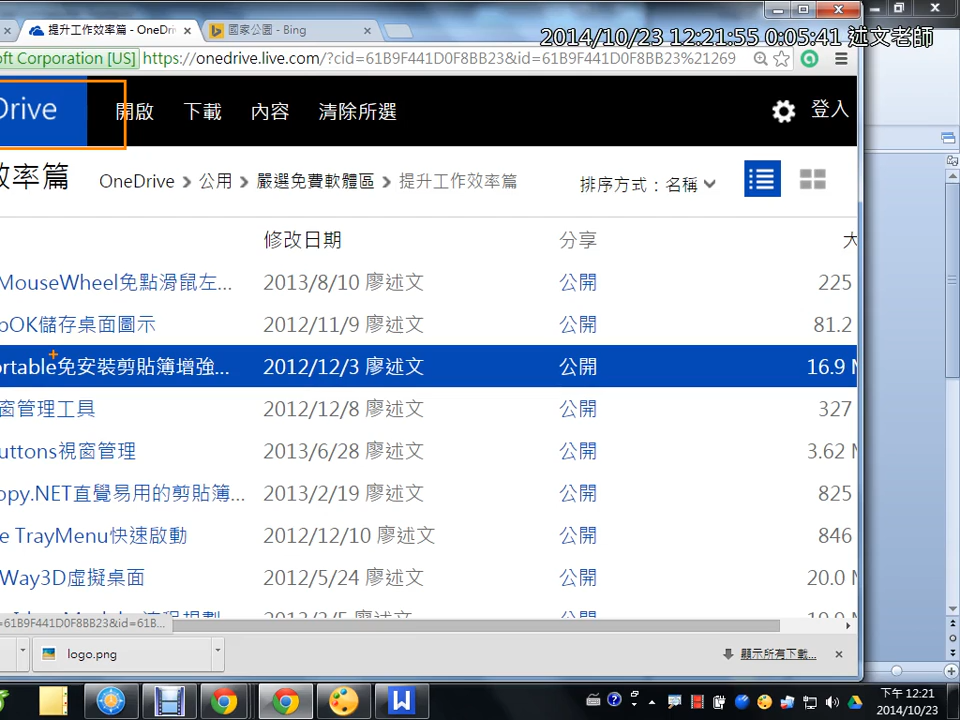 提升工作效率篇 - OneDri
國家公園 - Bing
2014/10/23 12:21:55 0:05:41 述文老師
oft Corporation [US]
https://onedrive.live.com/?cid=61B9F441D0F8BB23&id=61B9F441D0F8BB23%21269
Drive
開啟
下載
內容
清除所選
登入
效率篇
OneDrive
公用
嚴選免費軟體區
提升工作效率篇
排序方式：名稱
修改日期 分享 大
MouseWheel免點滑鼠左... 2013/8/10 廖述文 公開 225
pOK儲存桌面圖示 2012/11/9 廖述文 公開 81.2
ortable免安裝剪貼簿增強... 2012/12/3 廖述文 公開 16.9 M
窗管理工具 2012/12/8 廖述文 公開 327
uttons視窗管理 2013/6/28 廖述文 公開 3.62 M
opy.NET直覺易用的剪貼簿... 2013/2/19 廖述文 公開 825
e TrayMenu快速啟動 2012/12/10 廖述文 公開 846
Way3D虛擬桌面 2012/5/24 廖述文 公開 20.0 M
=61B9F441D0F8BB23&id=61B...
logo.png
顯示所有下載...
下午 12:21
2014/10/23